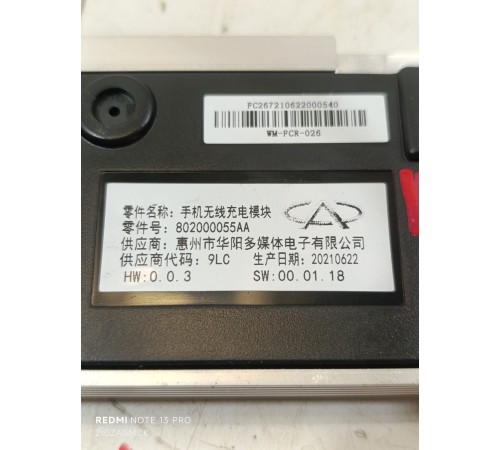 FC267210622000540
WM-FCR-026
零件名称: 手机无线充电模块
零件号: 802000055AA
供应商: 惠州市华阳多媒体电子有限公司
供应商代码: 9LC 生产日期: 20210622
HW:0.0.3 SW:00.01.18
REDMI NOTE 13 PRO